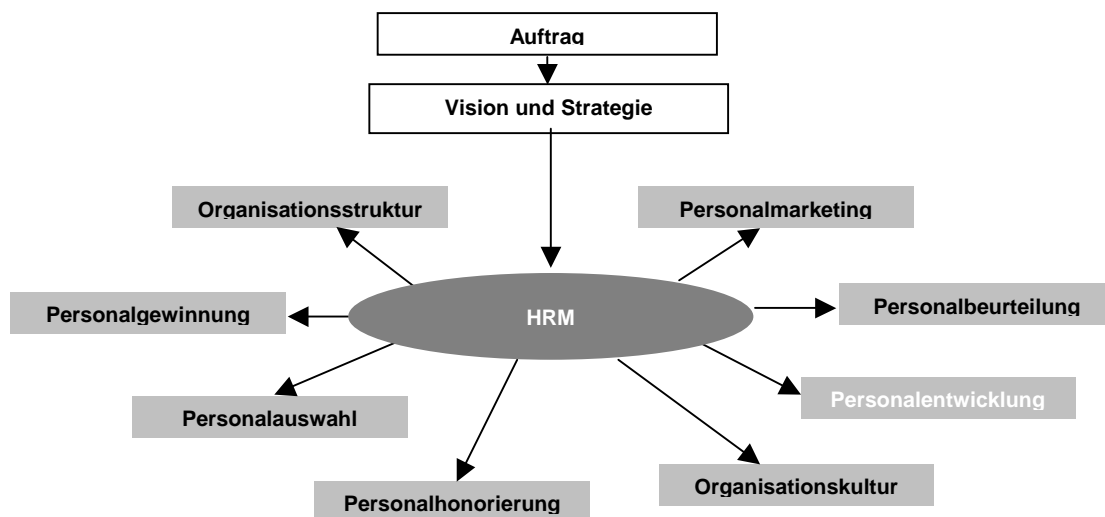 Auftrag
Vision und Strategie
Organisationsstruktur
Personalmarketing
Personalgewinnung
HRM
Personalbeurteilung
Personalauswahl
Personalentwicklung
Personalhonorierung
Organisationskultur